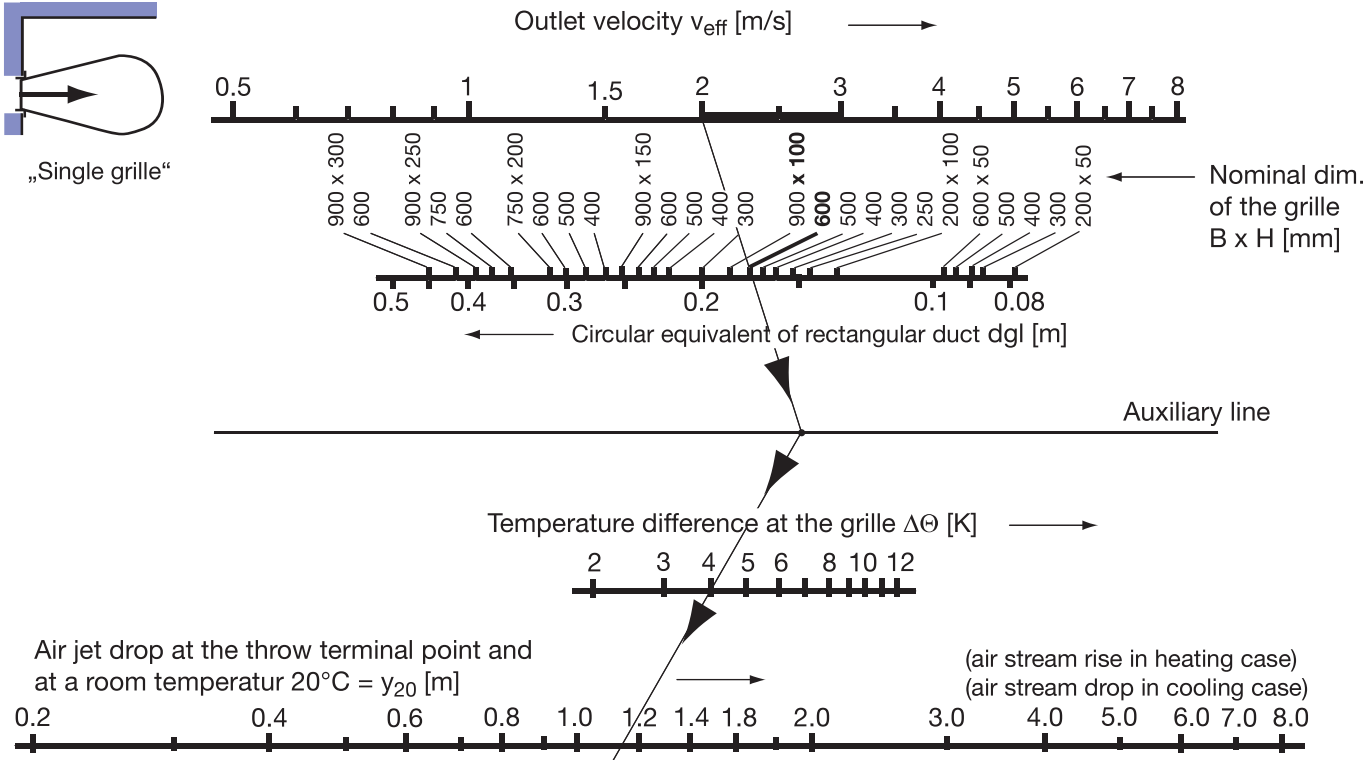 Outlet velocity veff [m/s]
0.5 1 1.5 2 3 4 5 6 7 8
„Single grille“
900 x 300 600 900 x 250 750 600 750 x 200 600 500 400 900 x 150 600 500 400 300 900 x 100 600 500 400 300 250 200 x 100 600 x 50 500 400 300 200 x 50
Nominal dim.
of the grille
B x H [mm]
0.5 0.4 0.3 0.2 0.1 0.08
Circular equivalent of rectangular duct dgl [m]
Auxiliary line
Temperature difference at the grille ΔΘ [K]
2 3 4 5 6 8 10 12
Air jet drop at the throw terminal point and
at a room temperatur 20°C = y20 [m]
(air stream rise in heating case)
(air stream drop in cooling case)
0.2 0.4 0.6 0.8 1.0 1.2 1.4 1.8 2.0 3.0 4.0 5.0 6.0 7.0 8.0